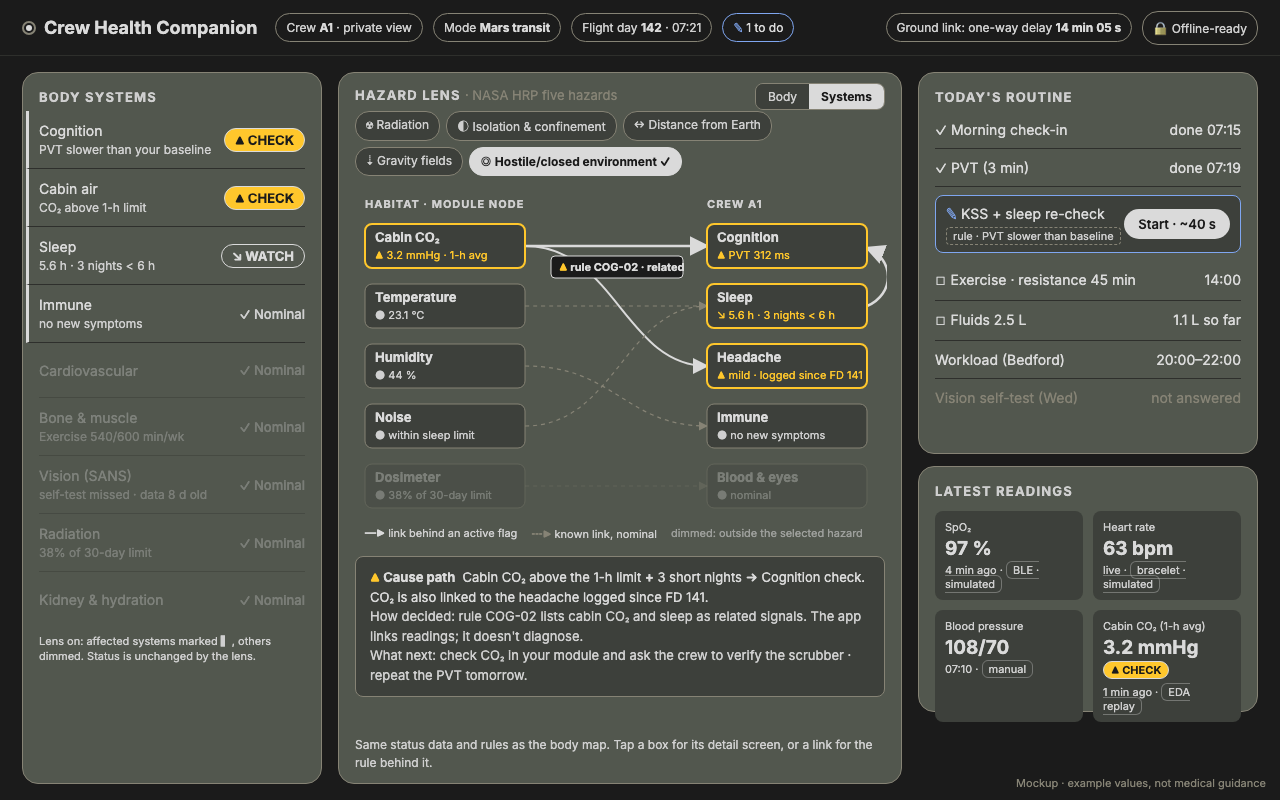 Crew Health Companion
Crew A1 · private view
Mode Mars transit
Flight day 142 · 07:21
✎ 1 to do
Ground link: one-way delay 14 min 05 s
🔒 Offline-ready
BODY SYSTEMS
Cognition
PVT slower than your baseline
▲ CHECK
Cabin air
CO₂ above 1-h limit
▲ CHECK
Sleep
5.6 h · 3 nights < 6 h
↘ WATCH
Immune
no new symptoms
✓ Nominal
Cardiovascular
✓ Nominal
Bone & muscle
Exercise 540/600 min/wk
✓ Nominal
Vision (SANS)
self-test missed · data 8 d old
✓ Nominal
Radiation
38% of 30-day limit
✓ Nominal
Kidney & hydration
✓ Nominal
Lens on: affected systems marked ▌, others
dimmed. Status is unchanged by the lens.
HAZARD LENS · NASA HRP five hazards
Body
Systems
☢ Radiation
◐ Isolation & confinement
↔ Distance from Earth
⇣ Gravity fields
◎ Hostile/closed environment ✓
HABITAT · MODULE NODE
CREW A1
Cabin CO₂
▲ 3.2 mmHg · 1-h avg
Cognition
▲ PVT 312 ms
▲ rule COG-02 · related
Temperature
● 23.1 °C
Sleep
↘ 5.6 h · 3 nights < 6 h
Humidity
● 44 %
Headache
▲ mild · logged since FD 141
Noise
● within sleep limit
Immune
● no new symptoms
Dosimeter
● 38% of 30-day limit
Blood & eyes
● nominal
link behind an active flag
known link, nominal
dimmed: outside the selected hazard
▲ Cause path Cabin CO₂ above the 1-h limit + 3 short nights → Cognition check.
CO₂ is also linked to the headache logged since FD 141.
How decided: rule COG-02 lists cabin CO₂ and sleep as related signals. The app
links readings; it doesn't diagnose.
What next: check CO₂ in your module and ask the crew to verify the scrubber ·
repeat the PVT tomorrow.
Same status data and rules as the body map. Tap a box for its detail screen, or a link for the
rule behind it.
TODAY'S ROUTINE
✓ Morning check-in
done 07:15
✓ PVT (3 min)
done 07:19
✎ KSS + sleep re-check
rule · PVT slower than baseline
Start · ~40 s
☐ Exercise · resistance 45 min
14:00
☐ Fluids 2.5 L
1.1 L so far
Workload (Bedford)
20:00–22:00
Vision self-test (Wed)
not answered
LATEST READINGS
SpO₂
97 %
4 min ago · BLE ·
simulated
Heart rate
63 bpm
live · bracelet ·
simulated
Blood pressure
108/70
07:10 · manual
Cabin CO₂ (1-h avg)
3.2 mmHg
▲ CHECK
1 min ago · EDA
replay
Mockup · example values, not medical guidance